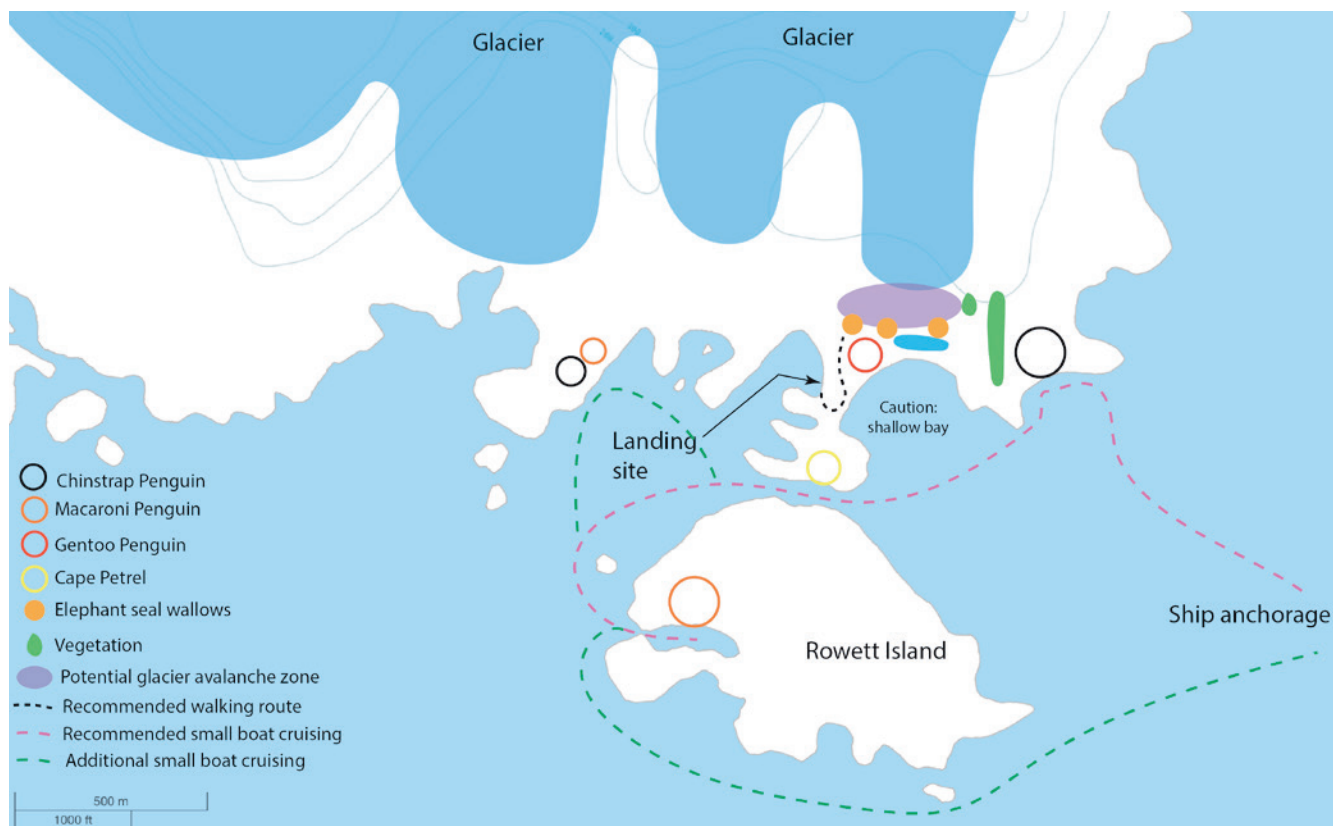 Glacier
Glacier
Landing
site
Caution:
shallow bay
Chinstrap Penguin
Macaroni Penguin
Gentoo Penguin
Cape Petrel
Elephant seal wallows
Vegetation
Potential glacier avalanche zone
Recommended walking route
Recommended small boat cruising
Additional small boat cruising
Ship anchorage
Rowett Island
500 m
1000 ft